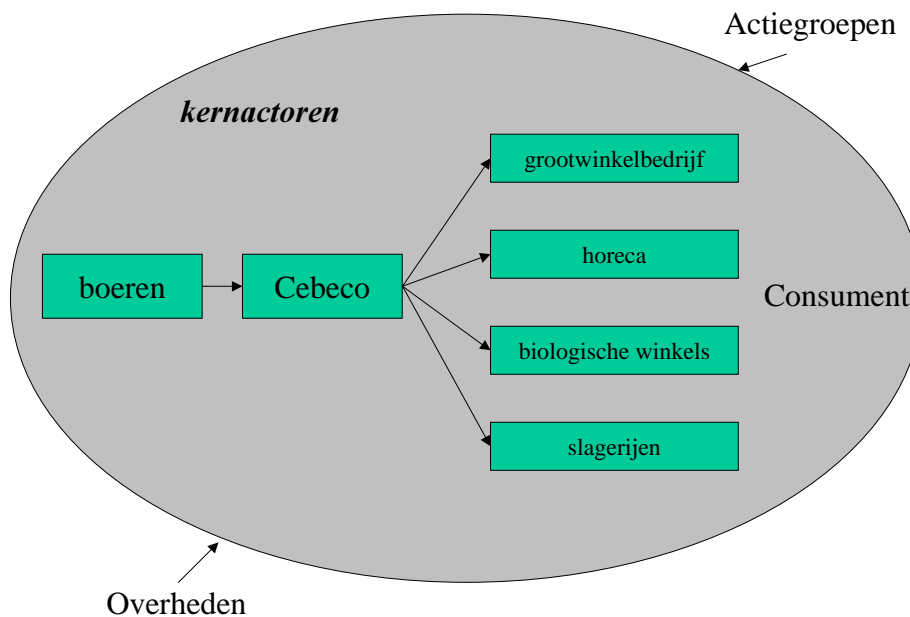 Actiegroepen
kernactoren
grootwinkelbedrijf
boeren
Cebeco
horeca
Consument
biologische winkels
slagerijen
Overheden